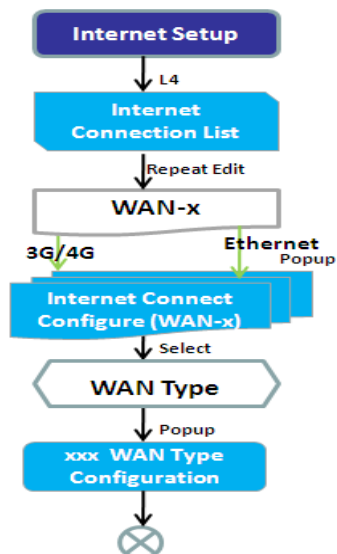 Internet Setup
L4
Internet
Connection List
Repeat Edit
WAN-x
3G/4G
Ethernet
Popup
Internet Connect
Configure (WAN-x)
Select
WAN Type
Popup
xxx WAN Type
Configuration